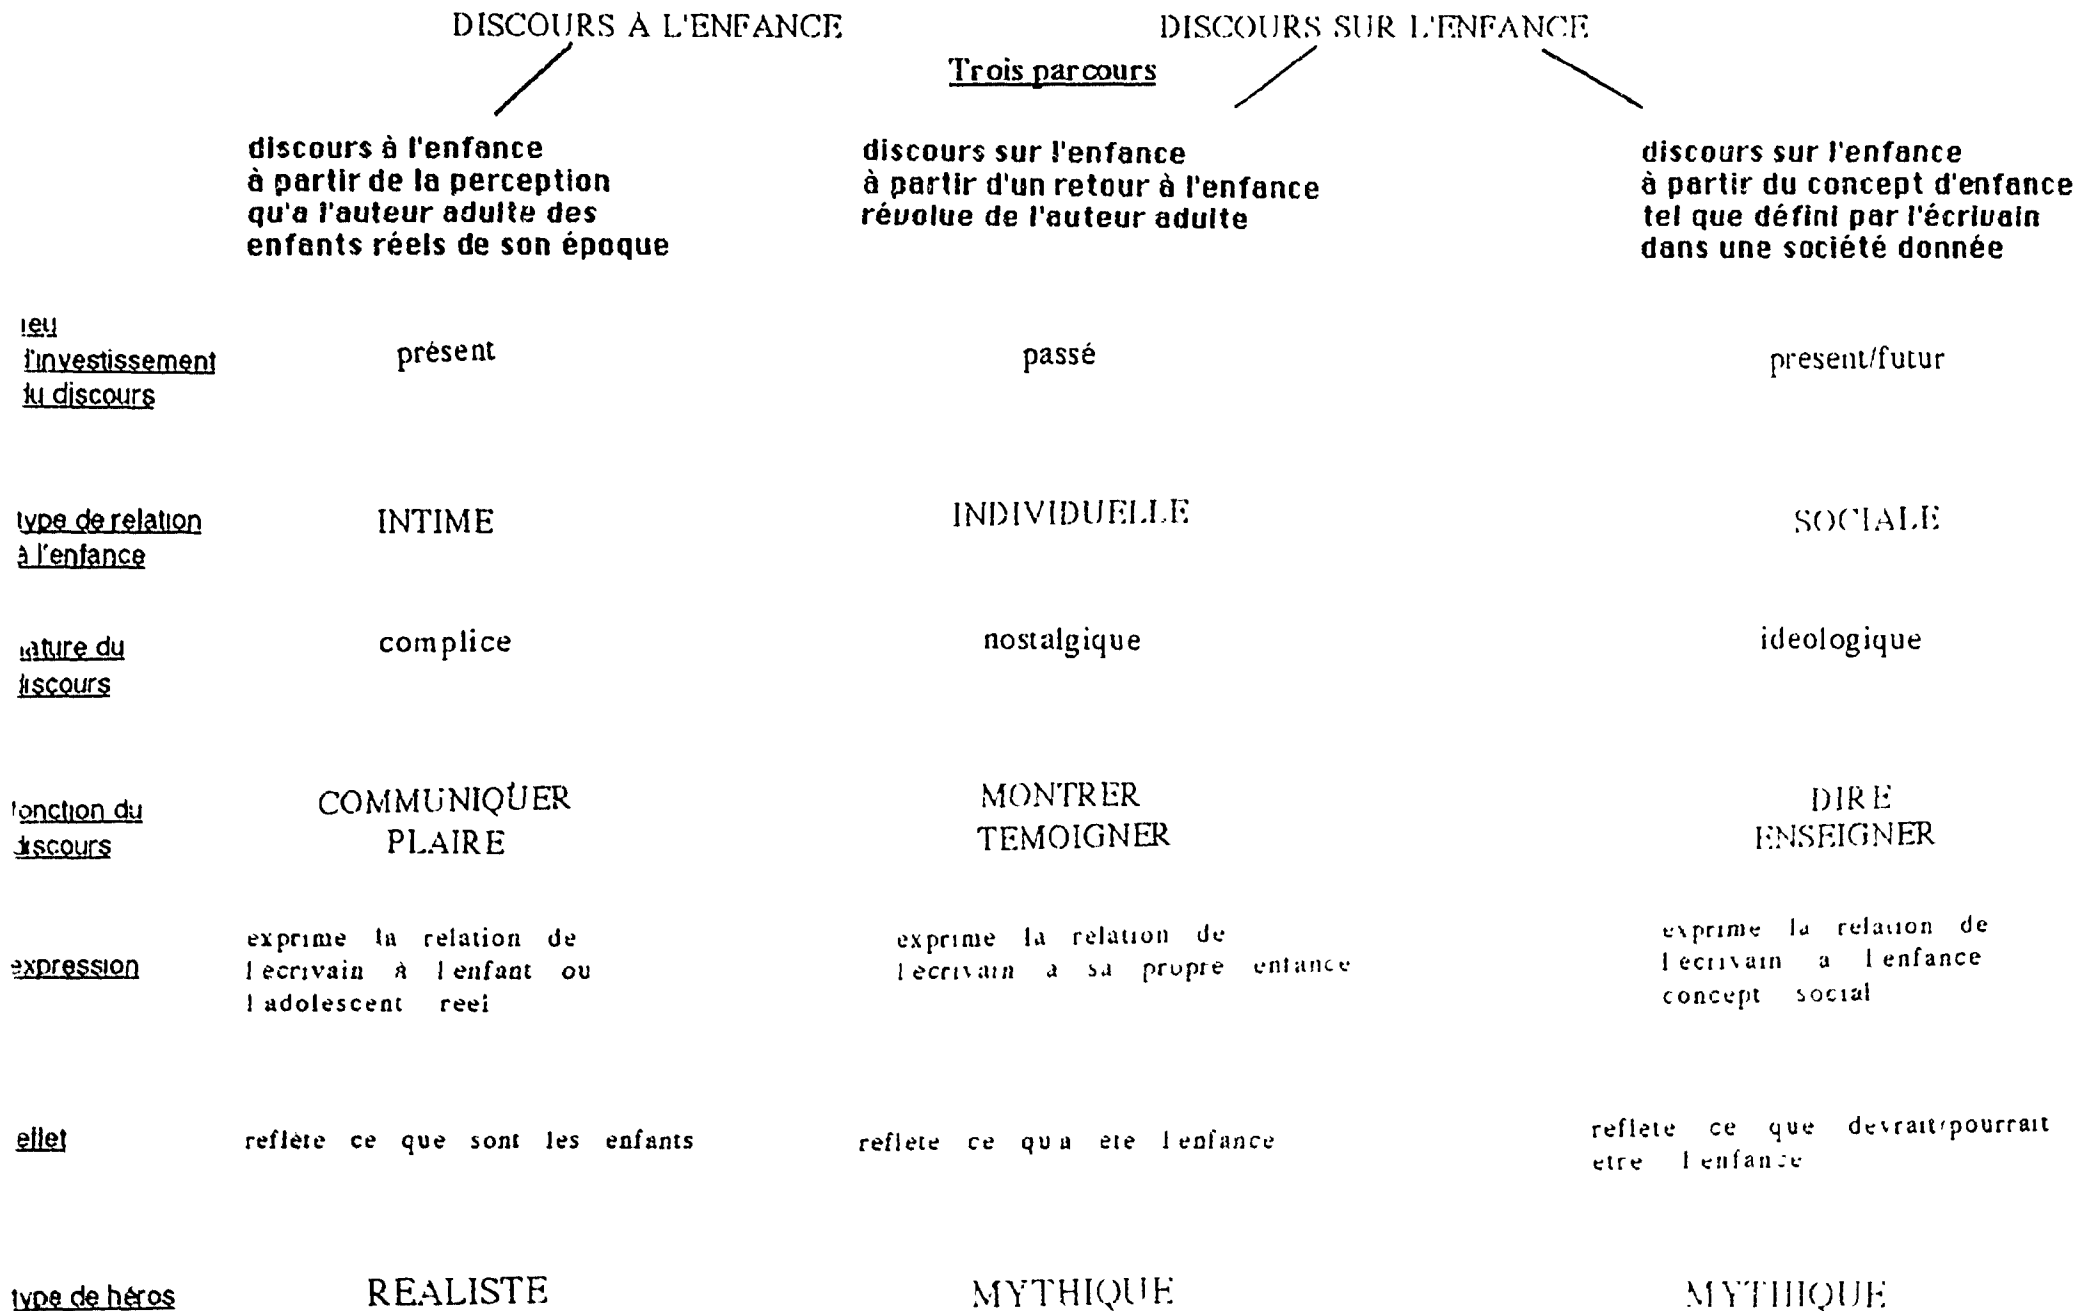 DISCOURS À L'ENFANCE
DISCOURS SUR L'ENFANCE
Trois parcours
discours à l'enfance
à partir de la perception
qu'a l'auteur adulte des
enfants réels de son époque
discours sur l'enfance
à partir d'un retour à l'enfance
révolue de l'auteur adulte
discours sur l'enfance
à partir du concept d'enfance
tel que défini par l'écrivain
dans une société donnée
ieu
l'investissement
du discours
présent
passé
present/futur
type de relation
à l'enfance
INTIME
INDIVIDUELLE
SOCIALE
nature du
discours
complice
nostalgique
ideologique
fonction du
discours
COMMUNIQUER
PLAIRE
MONTRER
TEMOIGNER
DIRE
ENSEIGNER
expression
exprime la relation de
l ecrivain à l enfant ou
l adolescent reel
exprime la relation de
l ecrivain a sa propre enfance
exprime la relation de
l ecrivain a l enfance
concept social
effet
reflète ce que sont les enfants
reflete ce qu a ete l enfance
reflete ce que devrait/pourrait
etre l enfance
type de héros
REALISTE
MYTHIQUE
MYTHIQUE